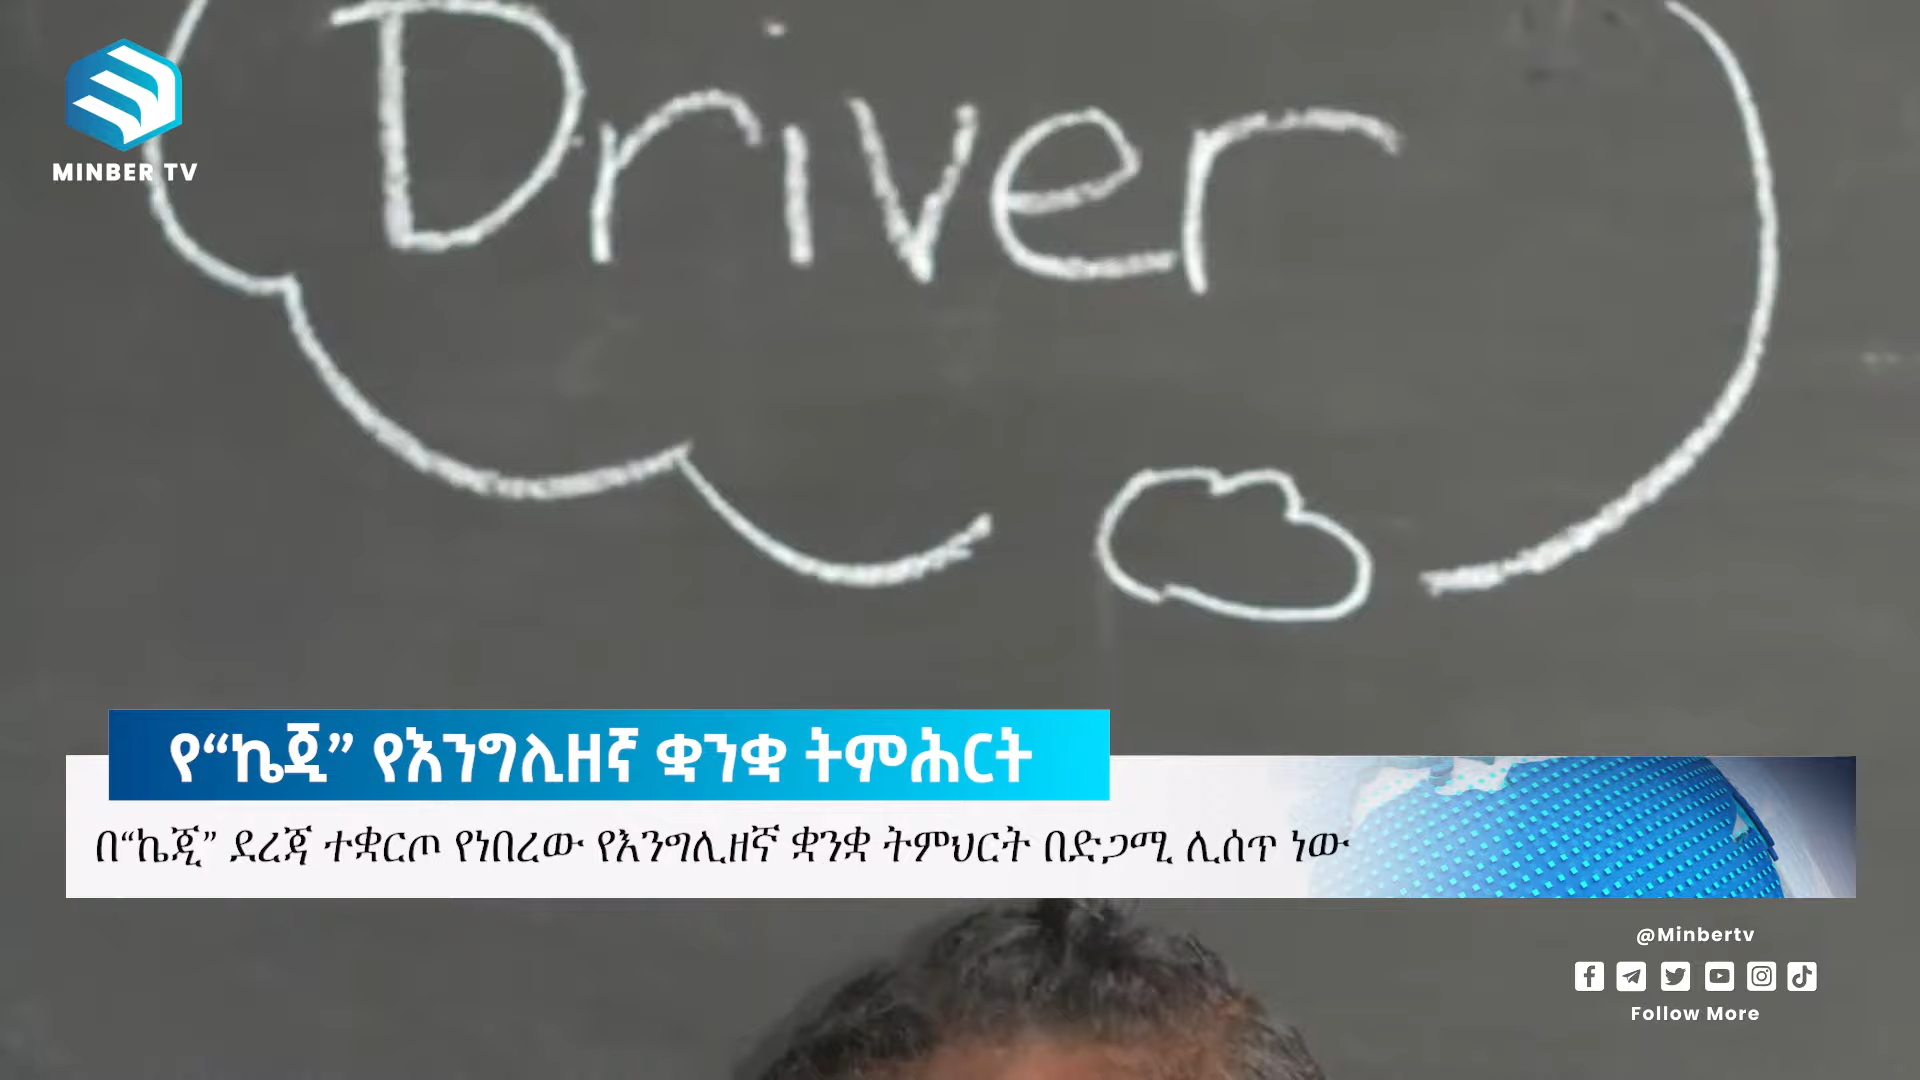 Driver
MINBER TV
የ“ኬጂ” የእንግሊዘኛ ቋንቋ ትምሕርት
በ“ኬጂ” ደረጃ ተቋርጦ የነበረው የእንግሊዘኛ ቋንቋ ትምህርት በድጋሚ ሊሰጥ ነው
@Minbertv
Follow More